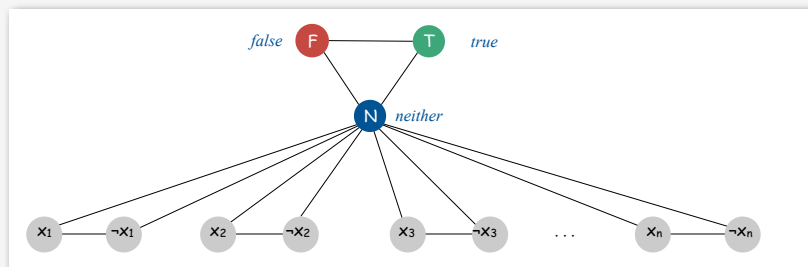 false F T true
N neither
x1 ¬x1 x2 ¬x2 x3 ¬x3 ... xn ¬xn